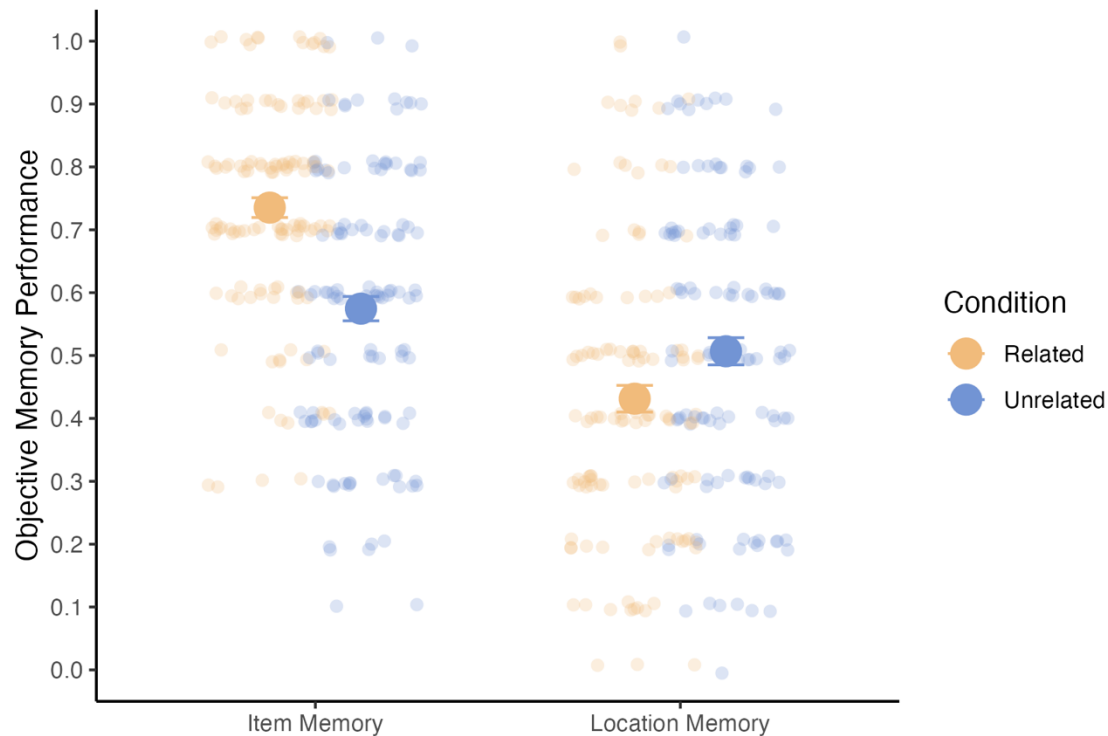 Objective Memory Performance
1.0
0.9
0.8
0.7
0.6
0.5
0.4
0.3
0.2
0.1
0.0
Item Memory
Location Memory
Condition
Related
Unrelated